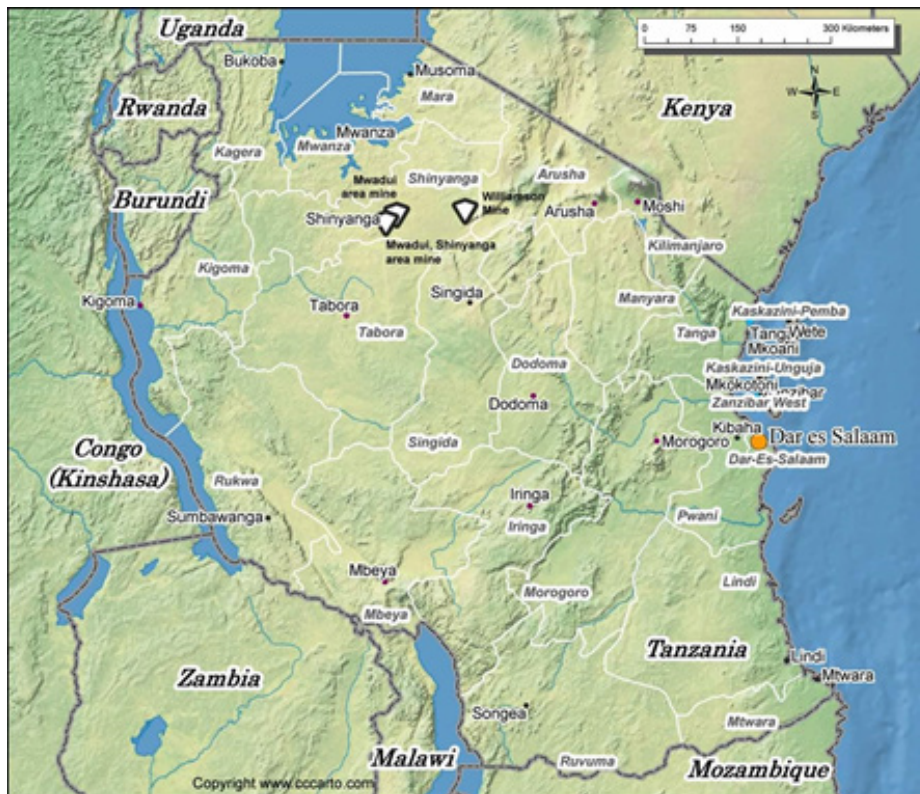 Uganda
0 75 150 300 Kilometers
Bukoba
Musoma
N
W E
S
Rwanda
Mara
Kenya
Mwanza
Kagera
Mwanza
Mwadui
area mine
Shinyanga
Arusha
Burundi
Williamson
Mine
Shinyanga
Arusha
Moshi
Mwadui, Shinyanga
area mine
Kilimanjaro
Kigoma
Kigoma
Singida
Manyara
Tabora
Tabora
Kaskazini-Pemba
Tanga
Tanga
Wete
Mkoani
Dodoma
Kaskazini-Unguja
Mkokotoni
Dodoma
Zanzibar West
Kibaha
Dar es Salaam
Singida
Morogoro
Dar-Es-Salaam
Congo
(Kinshasa)
Rukwa
Iringa
Sumbawanga
Iringa
Pwani
Mbeya
Lindi
Morogoro
Mbeya
Tanzania
Lindi
Zambia
Mtwara
Songea
Mtwara
Malawi
Ruvuma
Mozambique
Copyright www.cccarto.com